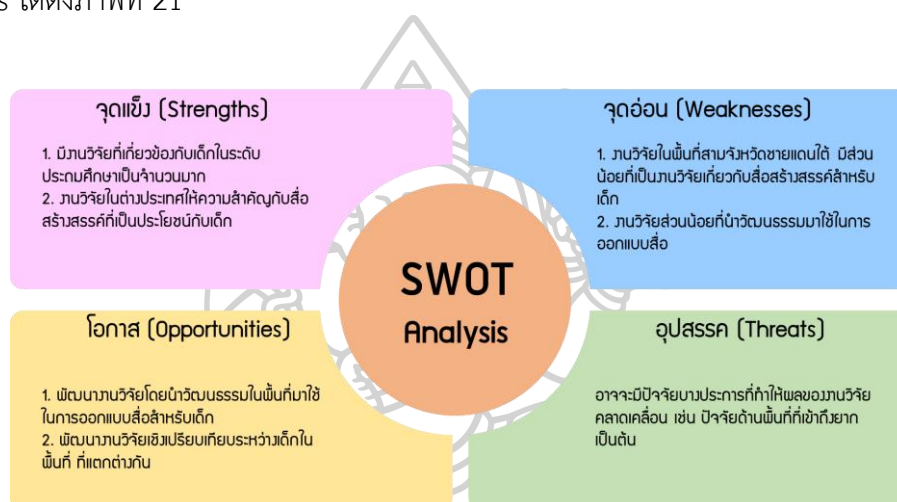 ได้ดังภาพที่ 21
จุดแข็ง (Strengths)
1. มีงานวิจัยที่เกี่ยวข้องกับเด็กในระดับ
ประถมศึกษาเป็นจำนวนมาก
2. งานวิจัยในต่างประเทศให้ความสำคัญกับสื่อ
สร้างสรรค์ที่เป็นประโยชน์กับเด็ก
จุดอ่อน (Weaknesses)
1. งานวิจัยในพื้นที่สามจังหวัดชายแดนใต้ มีส่วน
น้อยที่เป็นงานวิจัยเกี่ยวกับสื่อสร้างสรรค์สำหรับ
เด็ก
2. งานวิจัยส่วนน้อยที่นำวัฒนธรรมมาใช้ในการ
ออกแบบสื่อ
SWOT
Analysis
โอกาส (Opportunities)
1. พัฒนางานวิจัยโดยนำวัฒนธรรมในพื้นที่มาใช้
ในการออกแบบสื่อสำหรับเด็ก
2. พัฒนางานวิจัยเชิงเปรียบเทียบระหว่างเด็กใน
พื้นที่ ที่แตกต่างกัน
อุปสรรค (Threats)
อาจจะมีปัจจัยบางประการที่ทำให้ผลของงานวิจัย
คลาดเคลื่อน เช่น ปัจจัยด้านพื้นที่ที่เข้าถึงยาก
เป็นต้น